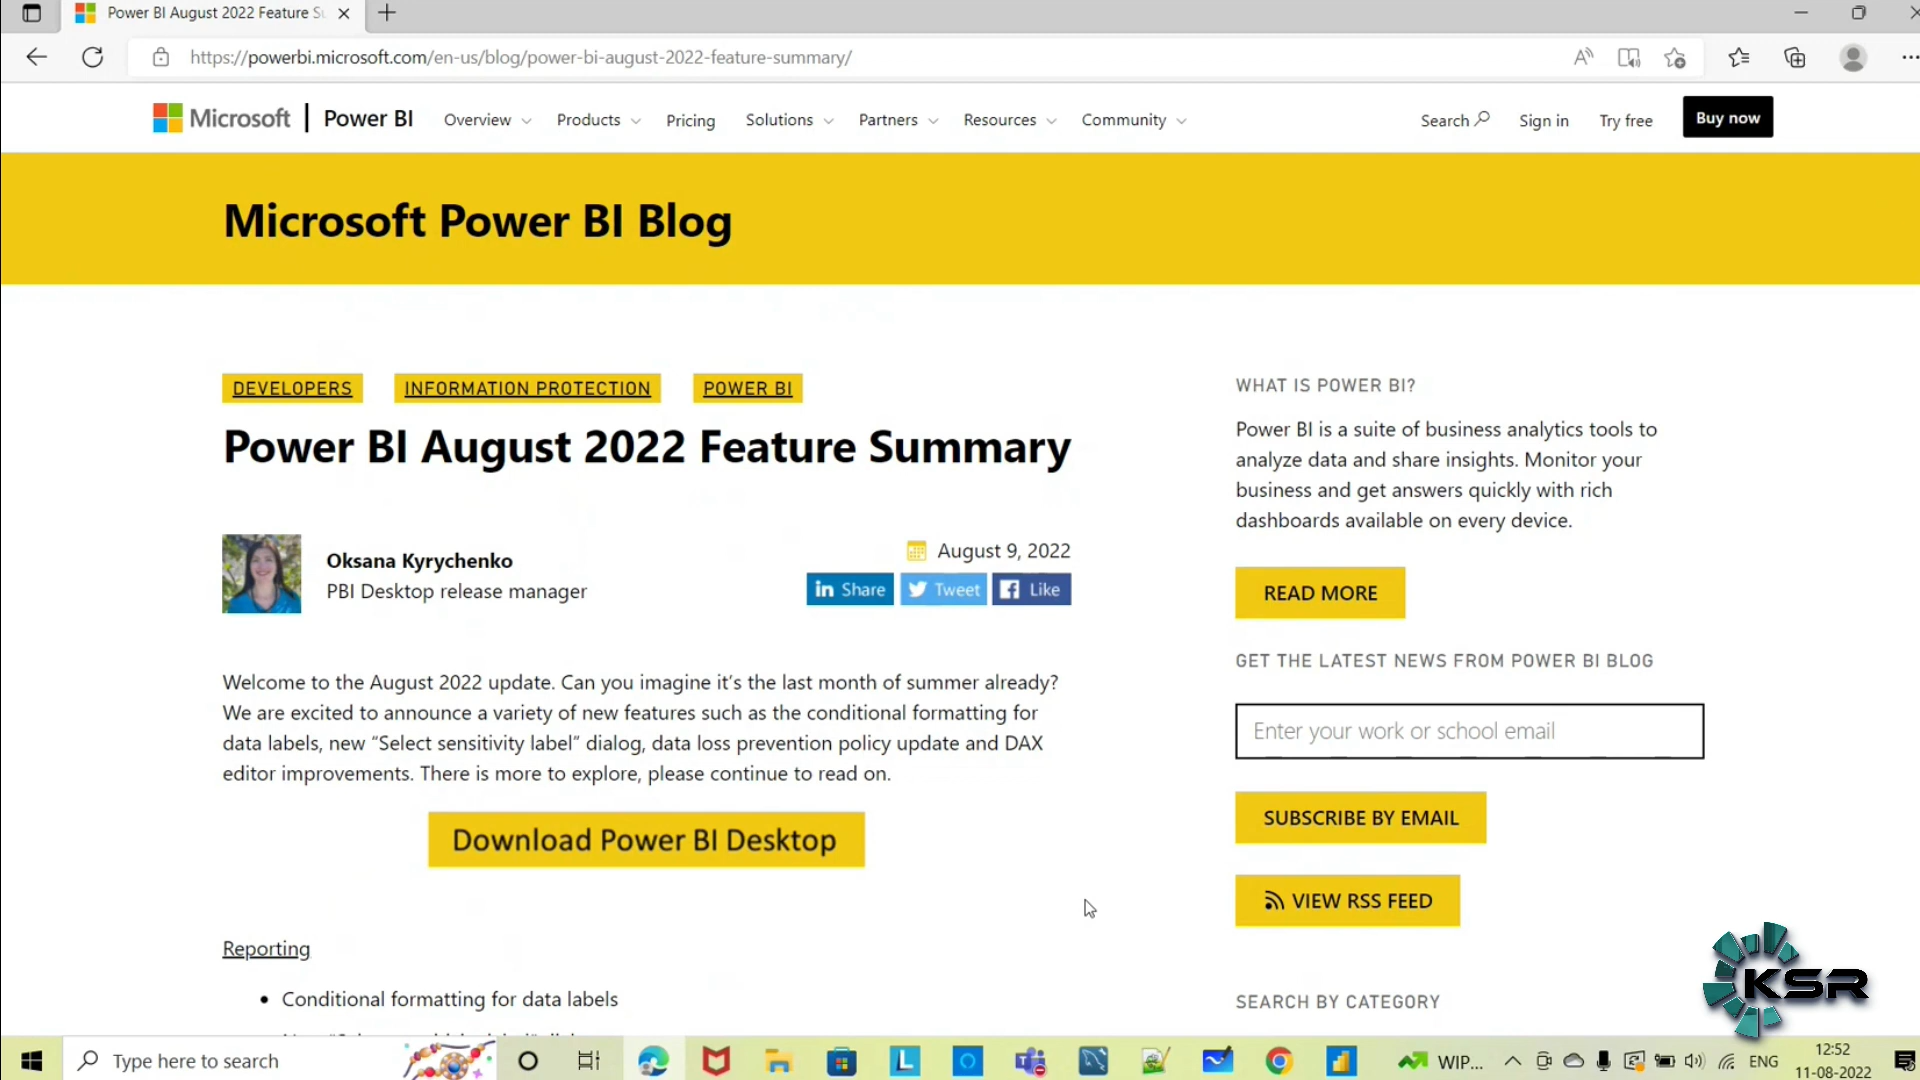 Power BI August 2022 Feature Su
https://powerbi.microsoft.com/en-us/blog/power-bi-august-2022-feature-summary/
Microsoft | Power BI Overview Products Pricing Solutions Partners Resources Community Search Sign in Try free Buy now
Microsoft Power BI Blog
DEVELOPERS INFORMATION PROTECTION POWER BI
Power BI August 2022 Feature Summary
Oksana Kyrychenko
PBI Desktop release manager
August 9, 2022
in Share Tweet Like
Welcome to the August 2022 update. Can you imagine it’s the last month of summer already?
We are excited to announce a variety of new features such as the conditional formatting for
data labels, new “Select sensitivity label” dialog, data loss prevention policy update and DAX
editor improvements. There is more to explore, please continue to read on.
Download Power BI Desktop
Reporting
Conditional formatting for data labels
WHAT IS POWER BI?
Power BI is a suite of business analytics tools to
analyze data and share insights. Monitor your
business and get answers quickly with rich
dashboards available on every device.
READ MORE
GET THE LATEST NEWS FROM POWER BI BLOG
Enter your work or school email
SUBSCRIBE BY EMAIL
VIEW RSS FEED
SEARCH BY CATEGORY
KSR
Type here to search
WIP...
ENG
12:52
11-08-2022